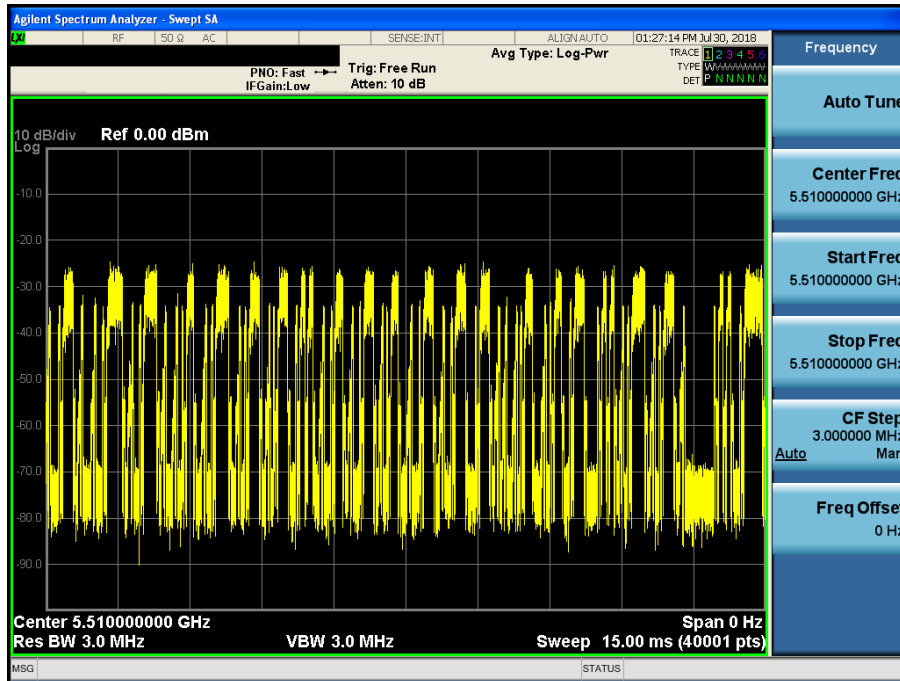 Agilent Spectrum Analyzer - Swept SA
LXI RF 50 Ω AC SENSE:INT ALIGN AUTO 01:27:14 PM Jul 30, 2018
PNO: Fast
IFGain:Low
Trig: Free Run
Atten: 10 dB
Avg Type: Log-Pwr
TRACE 1 2 3 4 5 6
TYPE WWWWWWW
DET P N N N N N
10 dB/div Ref 0.00 dBm
Log
-10.0
-20.0
-30.0
-40.0
-50.0
-60.0
-70.0
-80.0
-90.0
Center 5.510000000 GHz Span 0 Hz
Res BW 3.0 MHz VBW 3.0 MHz Sweep 15.00 ms (40001 pts)
MSG STATUS
Frequency
Auto Tune
Center Freq
5.510000000 GHz
Start Freq
5.510000000 GHz
Stop Freq
5.510000000 GHz
CF Step
3.000000 MHz
Auto Man
Freq Offset
0 Hz